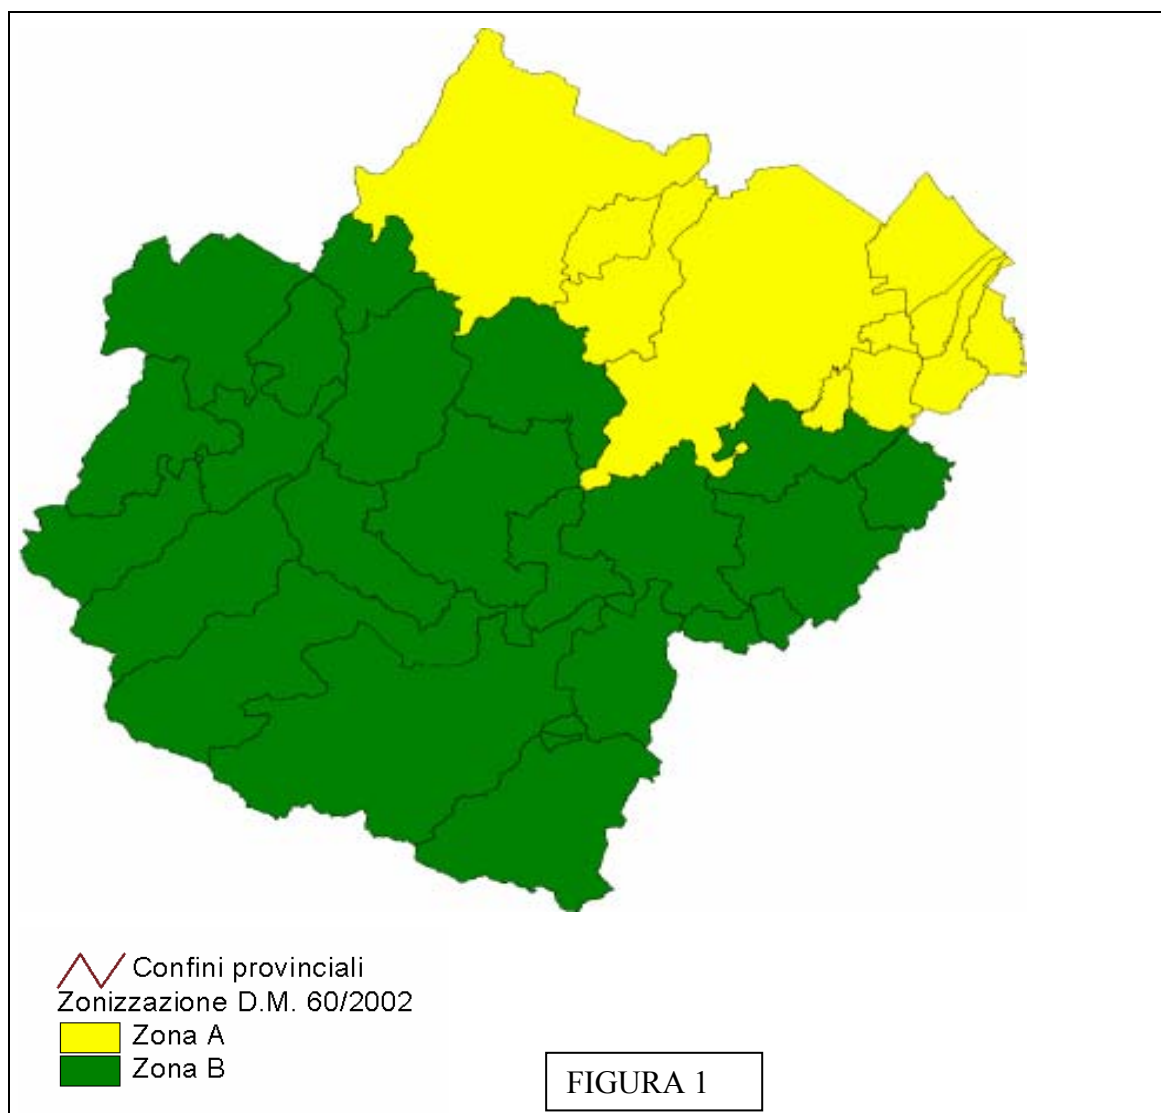 Confini provinciali
Zonizzazione D.M. 60/2002
Zona A
Zona B
FIGURA 1